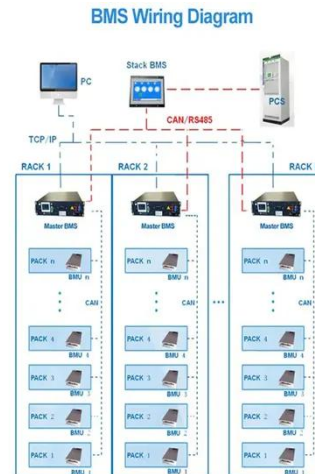 BMS Wiring Diagram
Stack BMS
PC
PCS
CAN/RS485
TCP/IP
RACK 1
RACK 2
RACK
Master BMS
Master BMS
Master BMS
PACK n
PACK n
PACK n
BMU n
BMU n
BMU n
CAN
CAN
CAN
PACK 4
PACK 4
PACK 4
BMU 4
BMU 4
BMU 4
PACK 3
PACK 3
PACK 3
BMU 3
BMU 3
BMU 3
PACK 2
PACK 2
PACK 2
BMU 2
BMU 2
BMU 2
PACK 1
PACK 1
PACK 1
BMU 1
BMU 1
BMU 1